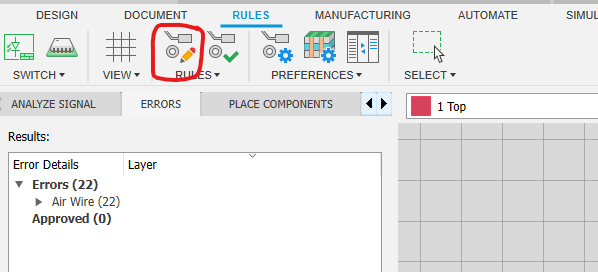 DESIGN DOCUMENT RULES MANUFACTURING AUTOMATE SIMU
SWITCH VIEW RULES PREFERENCES SELECT
ANALYZE SIGNAL ERRORS PLACE COMPONENTS 1 Top
Results:
Error Details Layer
Errors (22)
Air Wire (22)
Approved (0)